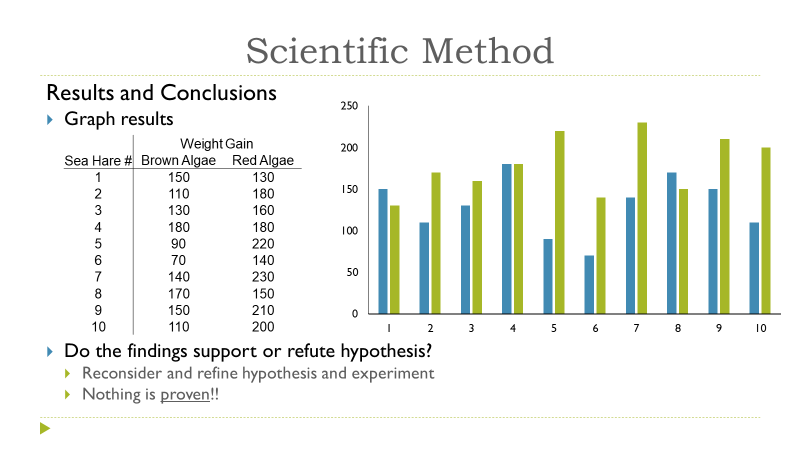 Scientific Method
Results and Conclusions
Graph results
Weight Gain
Sea Hare # Brown Algae Red Algae
1 150 130
2 110 180
3 130 160
4 180 180
5 90 220
6 70 140
7 140 230
8 170 150
9 150 210
10 110 200
250
200
150
100
50
0
1 2 3 4 5 6 7 8 9 10
Do the findings support or refute hypothesis?
Reconsider and refine hypothesis and experiment
Nothing is proven!!